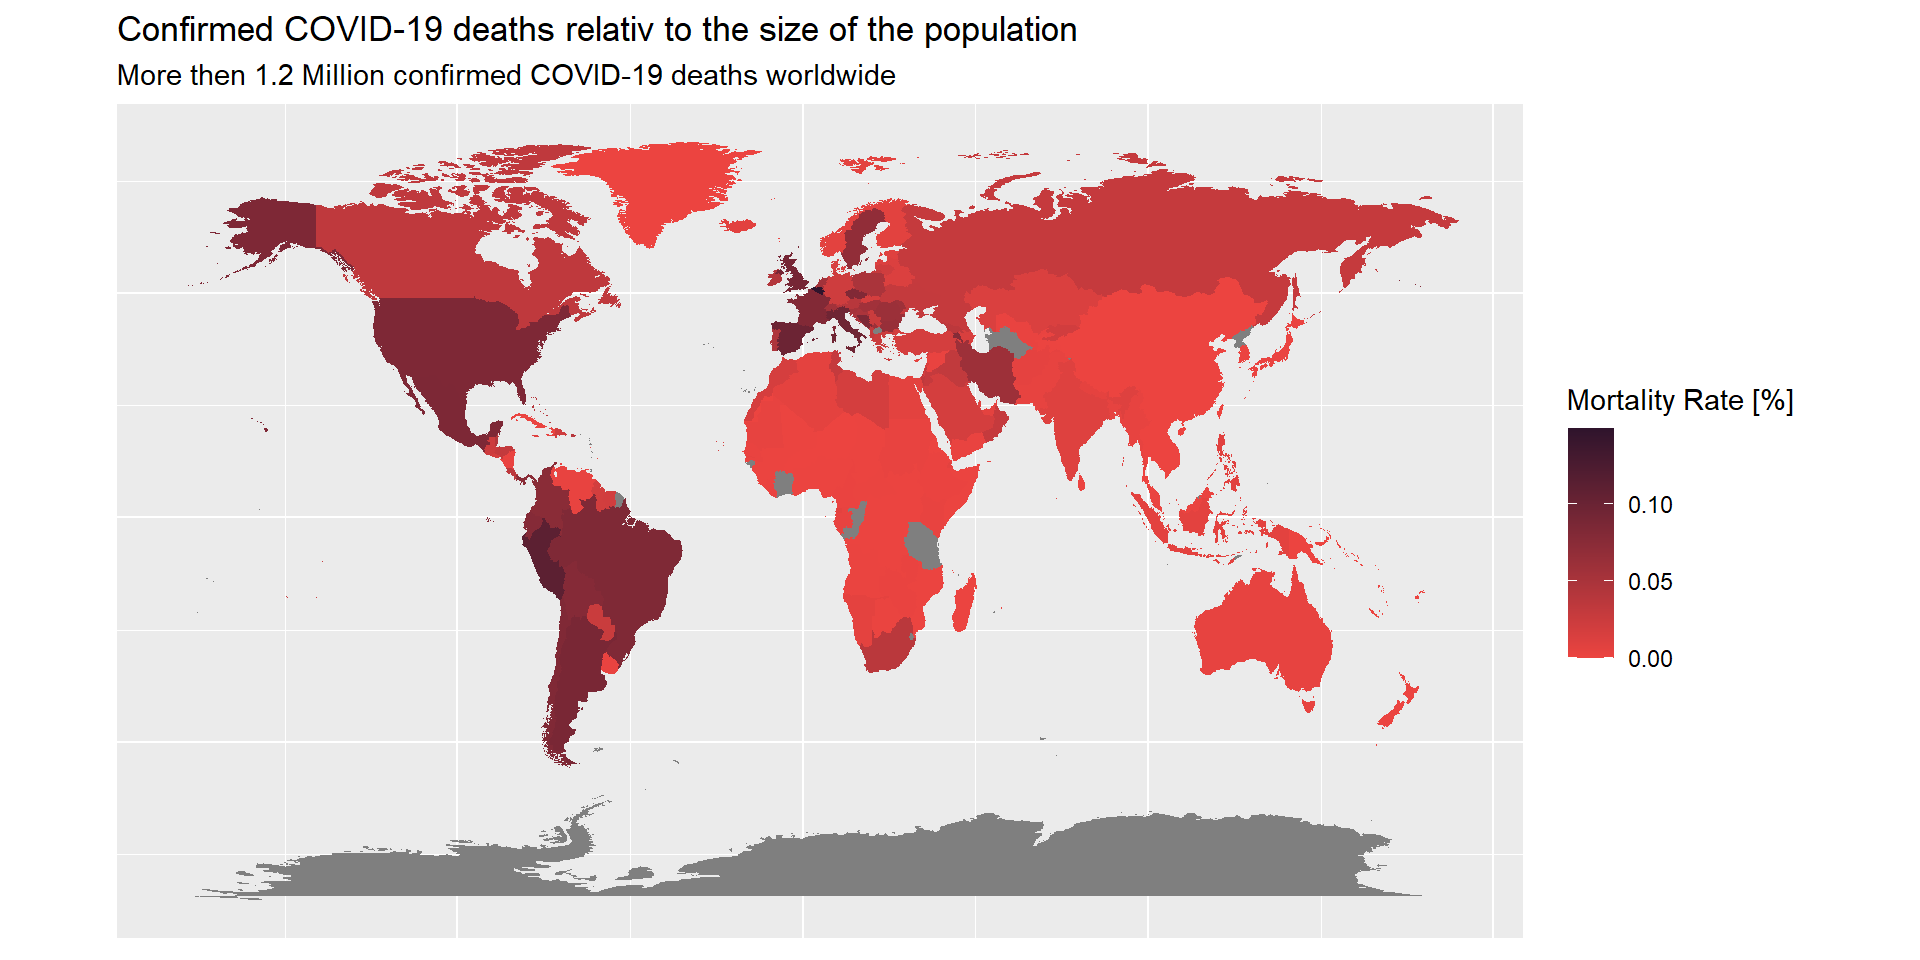 Confirmed COVID-19 deaths relativ to the size of the population
More then 1.2 Million confirmed COVID-19 deaths worldwide
Mortality Rate [%]
0.10
0.05
0.00